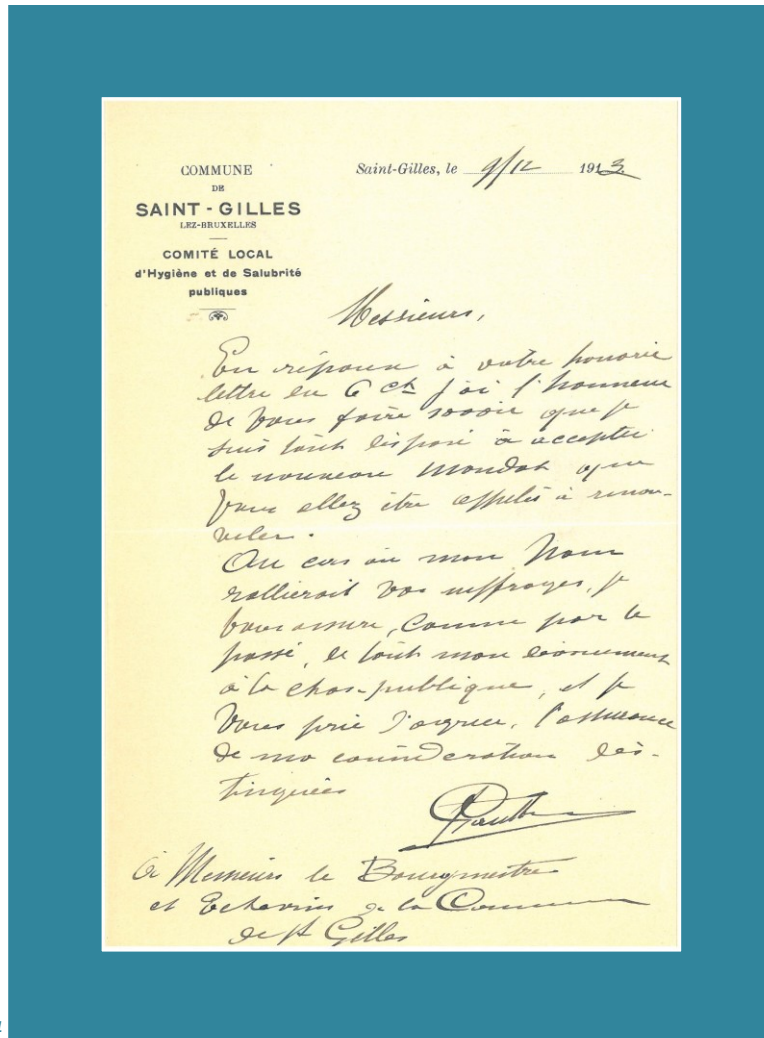 COMMUNE
DE
SAINT-GILLES
LEZ-BRUXELLES
COMITÉ LOCAL
d'Hygiène et de Salubrité
publiques
Saint-Gilles, le 9/12 1913
Messieurs,
En réponse à votre honorée
lettre du 6 ct j'ai l'honneur
de vous faire savoir que je
suis tout disposé à accepter
le nouveau mandat que
vous allez être appelés à renou-
veler.
Au cas où mon nom
rallierait vos suffrages, je
vous assure, comme par le
passé, de tout mon dévouement
à la chose publique, et je
vous prie d'agréer, l'assurance
de ma considération dis-
tinguée
à Messieurs le Bourgmestre
et Echevins de la Commune
de St Gilles